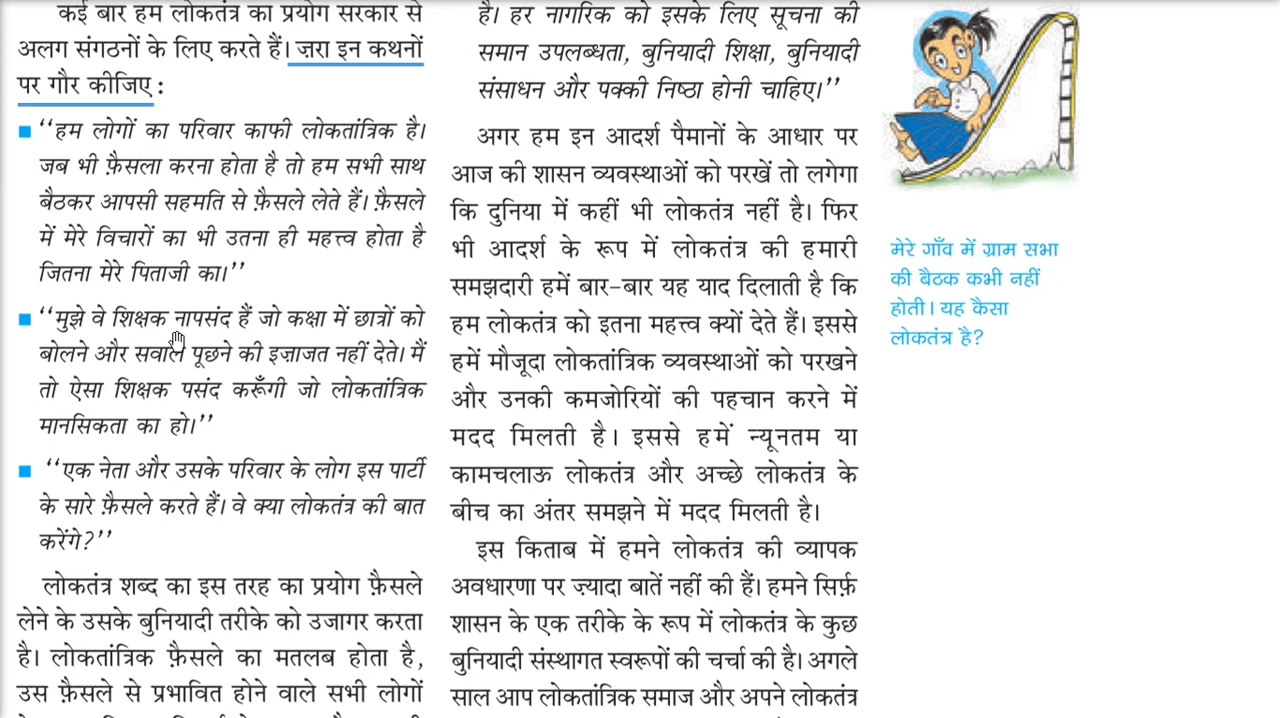 कई बार हम लोकतंत्र का प्रयोग सरकार से
अलग संगठनों के लिए करते हैं। ज़रा इन कथनों
पर गौर कीजिए :
■ ‘‘हम लोगों का परिवार काफी लोकतांत्रिक है।
जब भी फ़ैसला करना होता है तो हम सभी साथ
बैठकर आपसी सहमति से फ़ैसले लेते हैं। फ़ैसले
में मेरे विचारों का भी उतना ही महत्त्व होता है
जितना मेरे पिताजी का।’’
■ ‘‘मुझे वे शिक्षक नापसंद हैं जो कक्षा में छात्रों को
बोलने और सवाल पूछने की इज़ाजत नहीं देते। मैं
तो ऐसा शिक्षक पसंद करूँगी जो लोकतांत्रिक
मानसिकता का हो।’’
■ ‘‘एक नेता और उसके परिवार के लोग इस पार्टी
के सारे फ़ैसले करते हैं। वे क्या लोकतंत्र की बात
करेंगे?’’
लोकतंत्र शब्द का इस तरह का प्रयोग फ़ैसले
लेने के उसके बुनियादी तरीके को उजागर करता
है। लोकतांत्रिक फ़ैसले का मतलब होता है,
उस फ़ैसले से प्रभावित होने वाले सभी लोगों
है। हर नागरिक को इसके लिए सूचना की
समान उपलब्धता, बुनियादी शिक्षा, बुनियादी
संसाधन और पक्की निष्ठा होनी चाहिए।’’
अगर हम इन आदर्श पैमानों के आधार पर
आज की शासन व्यवस्थाओं को परखें तो लगेगा
कि दुनिया में कहीं भी लोकतंत्र नहीं है। फिर
भी आदर्श के रूप में लोकतंत्र की हमारी
समझदारी हमें बार-बार यह याद दिलाती है कि
हम लोकतंत्र को इतना महत्त्व क्यों देते हैं। इससे
हमें मौजूदा लोकतांत्रिक व्यवस्थाओं को परखने
और उनकी कमजोरियों की पहचान करने में
मदद मिलती है। इससे हमें न्यूनतम या
कामचलाऊ लोकतंत्र और अच्छे लोकतंत्र के
बीच का अंतर समझने में मदद मिलती है।
इस किताब में हमने लोकतंत्र की व्यापक
अवधारणा पर ज़्यादा बातें नहीं की हैं। हमने सिर्फ़
शासन के एक तरीके के रूप में लोकतंत्र के कुछ
बुनियादी संस्थागत स्वरूपों की चर्चा की है। अगले
साल आप लोकतांत्रिक समाज और अपने लोकतंत्र
मेरे गाँव में ग्राम सभा
की बैठक कभी नहीं
होती। यह कैसा
लोकतंत्र है?